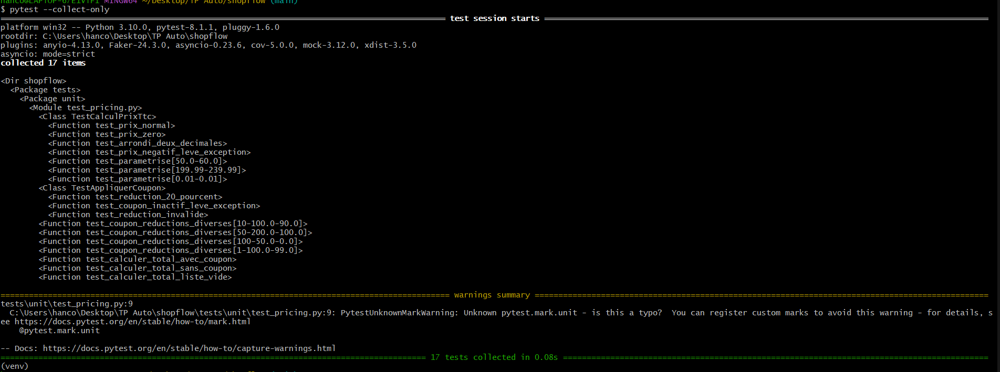 MINGW64 ~/Desktop/TP Auto/shopflow (main)
$ pytest --collect-only
test session starts
platform win32 -- Python 3.10.0, pytest-8.1.1, pluggy-1.6.0
rootdir: C:\Users\hanco\Desktop\TP Auto\shopflow
plugins: anyio-4.13.0, Faker-24.3.0, asyncio-0.23.6, cov-5.0.0, mock-3.12.0, xdist-3.5.0
asyncio: mode=strict
collected 17 items
<Dir shopflow>
<Package tests>
<Package unit>
<Module test_pricing.py>
<Class TestCalculPrixTtc>
<Function test_prix_normal>
<Function test_prix_zero>
<Function test_arrondi_deux_decimales>
<Function test_prix_negatif_leve_exception>
<Function test_parametrise[50.0-60.0]>
<Function test_parametrise[199.99-239.99]>
<Function test_parametrise[0.01-0.01]>
<Class TestAppliquerCoupon>
<Function test_reduction_20_pourcent>
<Function test_coupon_inactif_leve_exception>
<Function test_reduction_invalide>
<Function test_coupon_reductions_diverses[10-100.0-90.0]>
<Function test_coupon_reductions_diverses[50-200.0-100.0]>
<Function test_coupon_reductions_diverses[100-50.0-0.0]>
<Function test_coupon_reductions_diverses[1-100.0-99.0]>
<Function test_calculer_total_avec_coupon>
<Function test_calculer_total_sans_coupon>
<Function test_calculer_total_liste_vide>
warnings summary
tests\unit\test_pricing.py:9
C:\Users\hanco\Desktop\TP Auto\shopflow\tests\unit\test_pricing.py:9: PytestUnknownMarkWarning: Unknown pytest.mark.unit - is this a typo?  You can register custom marks to avoid this warning - for details, s
ee https://docs.pytest.org/en/stable/how-to/mark.html
@pytest.mark.unit
-- Docs: https://docs.pytest.org/en/stable/how-to/capture-warnings.html
17 tests collected in 0.08s
(venv)